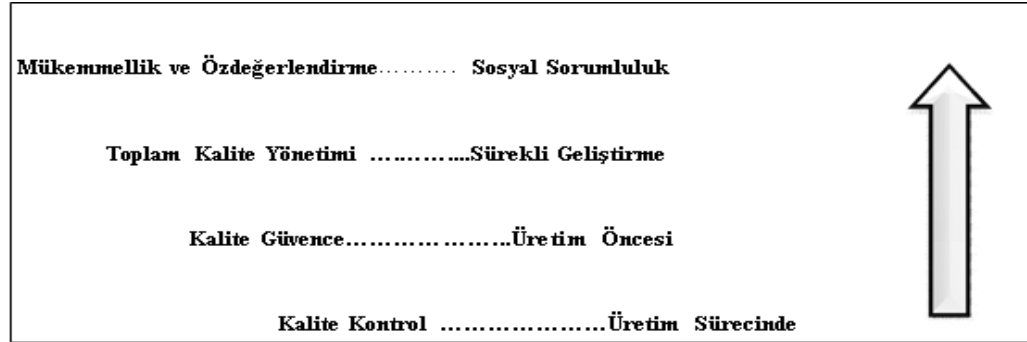 Mükemmellik ve Özdeğerlendirme.......... Sosyal Sorumluluk
Toplam Kalite Yönetimi ..............Sürekli Geliştirme
Kalite Güvence.....................Üretim Öncesi
Kalite Kontrol .....................Üretim Sürecinde